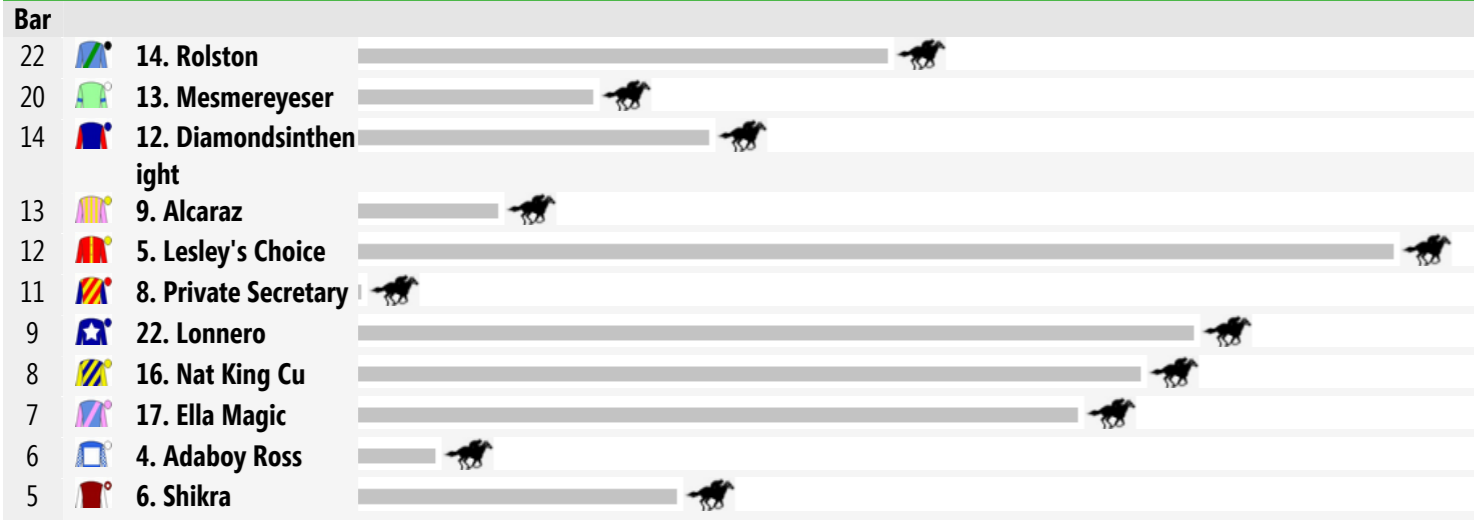 Bar
22 14. Rolston
20 13. Mesmereyeser
14 12. Diamondsinthen
ight
13 9. Alcaraz
12 5. Lesley's Choice
11 8. Private Secretary
9 22. Lonnero
8 16. Nat King Cu
7 17. Ella Magic
6 4. Adaboy Ross
5 6. Shikra